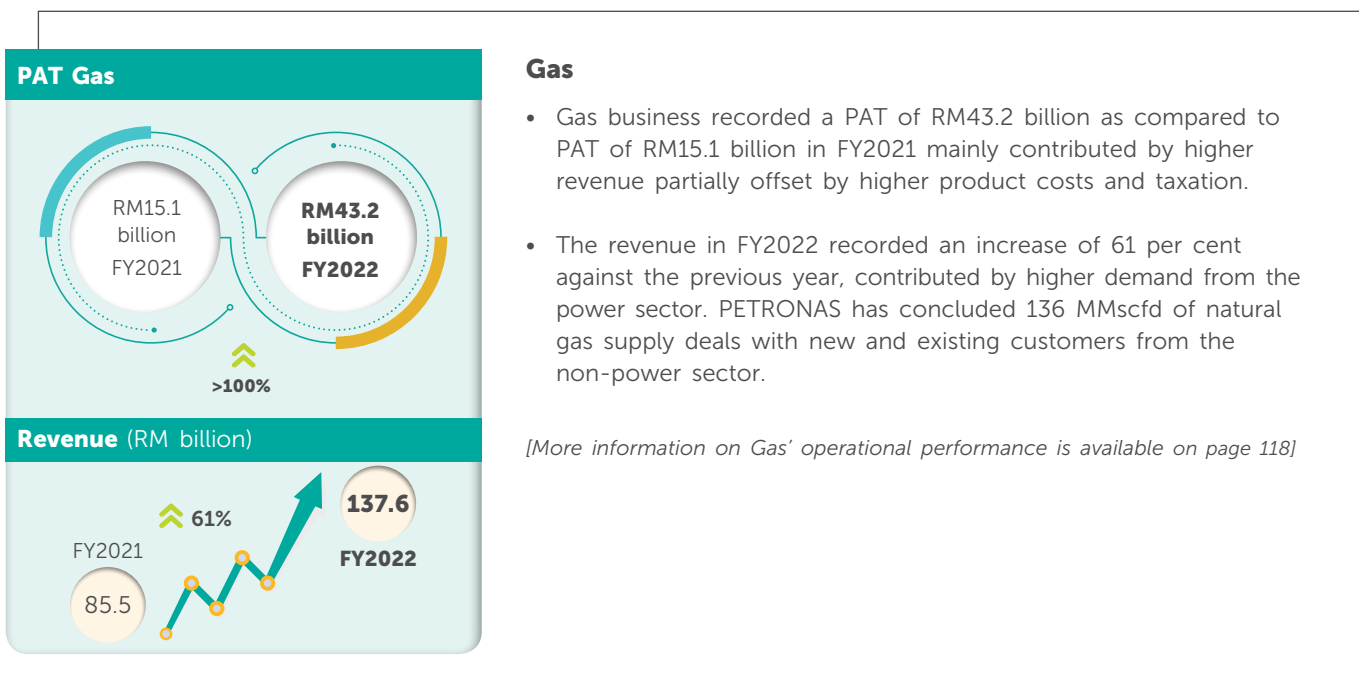 PAT Gas
RM15.1
billion
FY2021
RM43.2
billion
FY2022
>100%
Revenue (RM billion)
61%
FY2021
85.5
137.6
FY2022
Gas
• Gas business recorded a PAT of RM43.2 billion as compared to
PAT of RM15.1 billion in FY2021 mainly contributed by higher
revenue partially offset by higher product costs and taxation.
• The revenue in FY2022 recorded an increase of 61 per cent
against the previous year, contributed by higher demand from the
power sector. PETRONAS has concluded 136 MMscfd of natural
gas supply deals with new and existing customers from the
non-power sector.
[More information on Gas’ operational performance is available on page 118]